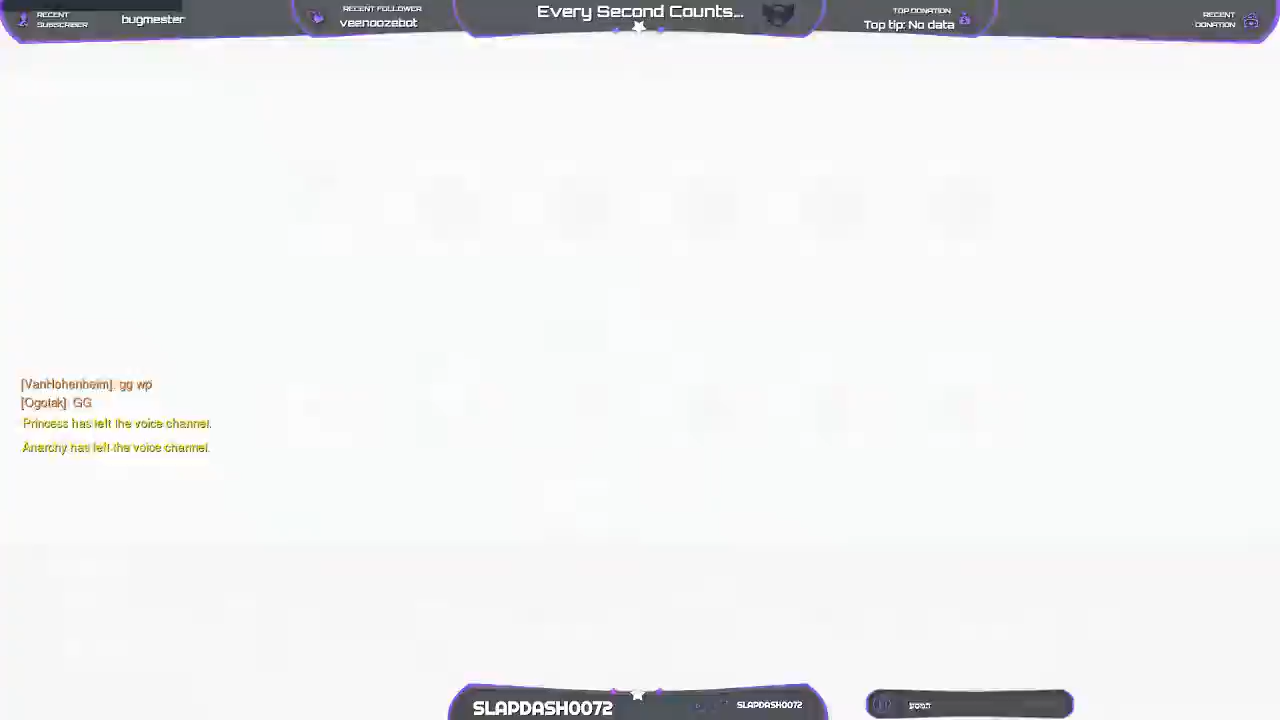 RECENT
SUBSCRIBER
bugmester
RECENT FOLLOWER
veenoozebot
Every Second Counts...
TOP DONATION
Top tip: No data
RECENT
DONATION
[VanHohenheim]: gg wp
[Ogotak]: GG
Princess has left the voice channel.
Anarchy has left the voice channel.
SLAPDASH0072
SLAPDASH0072